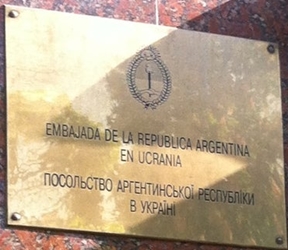 EMBAJADA DE LA REPUBLICA ARGENTINA
EN UCRANIA
ПОСОЛЬСТВО АРГЕНТИНСЬКОЇ РЕСПУБЛІКИ
В УКРАЇНІ